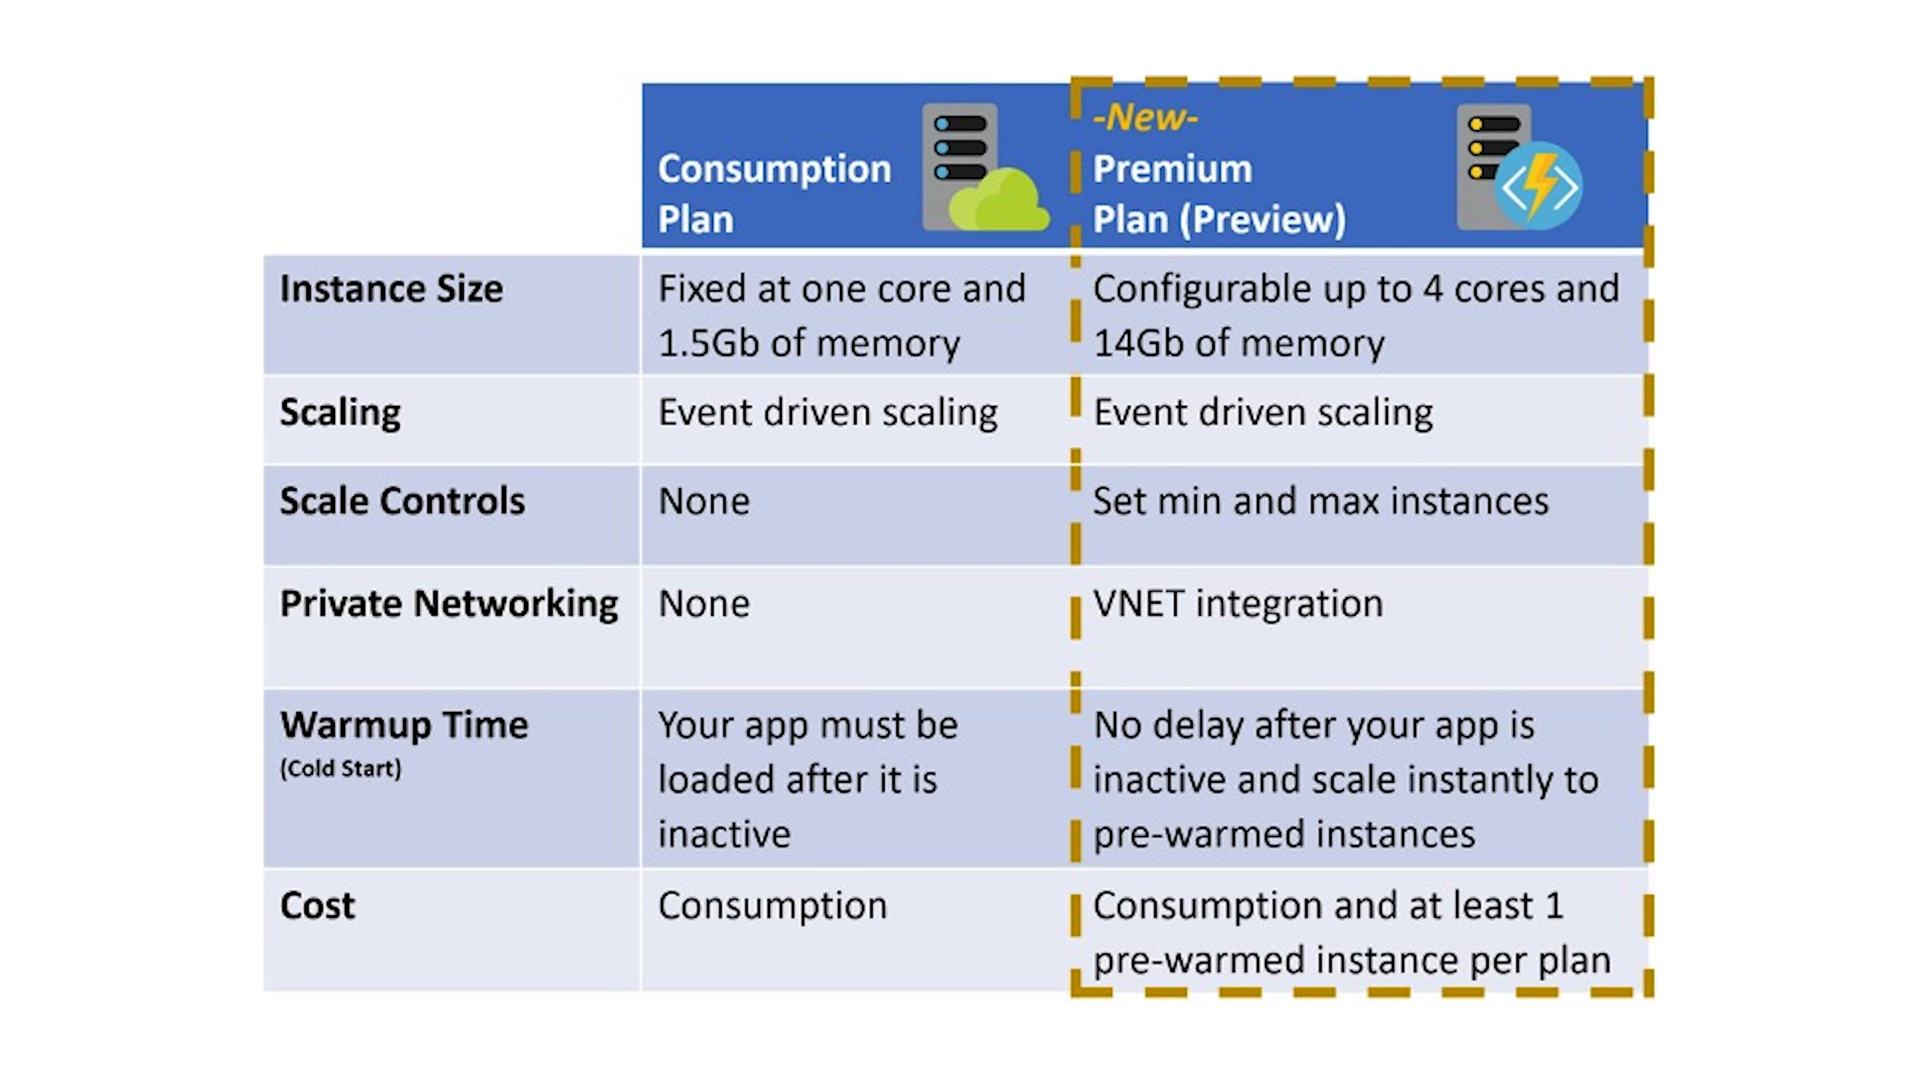 -New-
Consumption
Plan
Premium
Plan (Preview)
Instance Size
Fixed at one core and
1.5Gb of memory
Configurable up to 4 cores and
14Gb of memory
Scaling
Event driven scaling
Event driven scaling
Scale Controls
None
Set min and max instances
Private Networking
None
VNET integration
Warmup Time
(Cold Start)
Your app must be
loaded after it is
inactive
No delay after your app is
inactive and scale instantly to
pre-warmed instances
Cost
Consumption
Consumption and at least 1
pre-warmed instance per plan